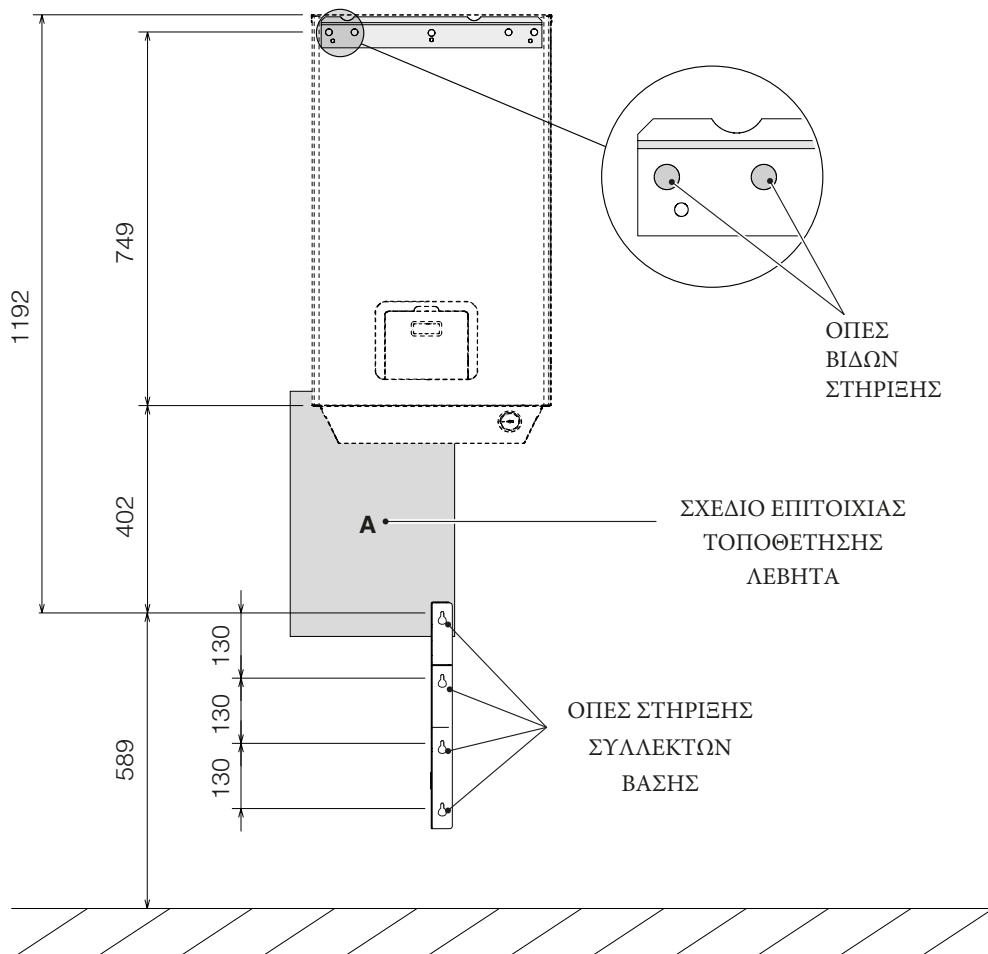 1192
749
402
589
130
130
130
ΟΠΕΣ
ΒΙΔΩΝ
ΣΤΗΡΙΞΗΣ
A
ΣΧΕΔΙΟ ΕΠΙΤΟΙΧΙΑΣ
ΤΟΠΟΘΕΤΗΣΗΣ
ΛΕΒΗΤΑ
ΟΠΕΣ ΣΤΗΡΙΞΗΣ
ΣΥΛΛΕΚΤΩΝ
ΒΑΣΗΣ